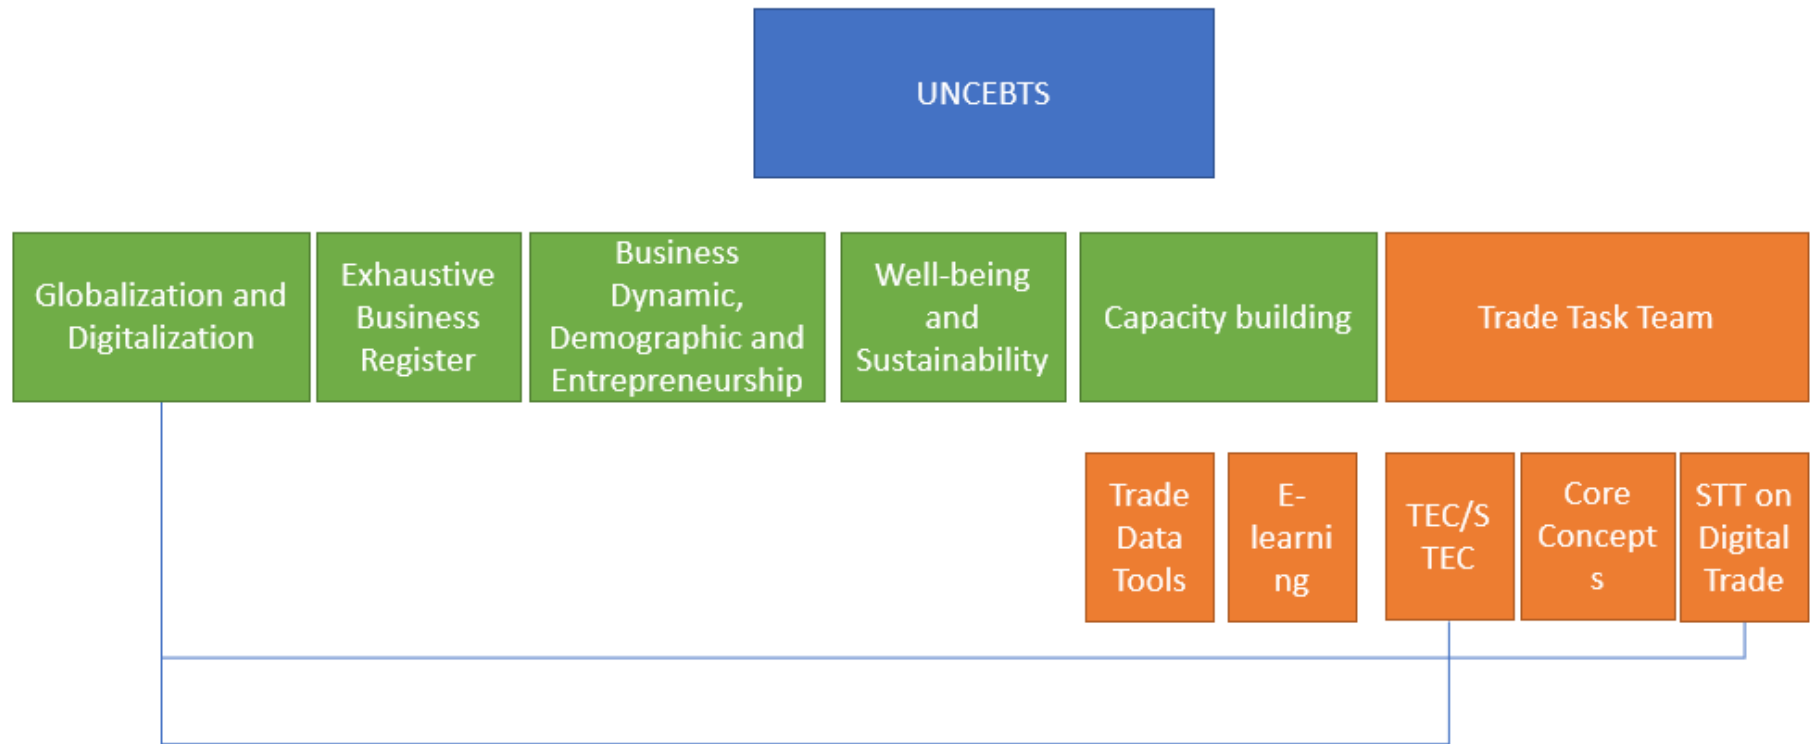 UNCEBTS
Globalization and
Digitalization
Exhaustive
Business
Register
Business
Dynamic,
Demographic and
Entrepreneurship
Well-being
and
Sustainability
Capacity building
Trade Task Team
Trade
Data
Tools
E-
learni
ng
TEC/S
TEC
Core
Concept
s
STT on
Digital
Trade